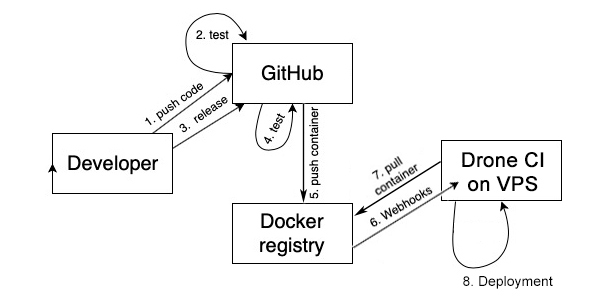 2. test
GitHub
1. push code
3. release
4. test
5. push container
Developer
7. pull
container
Drone CI
on VPS
6. Webhooks
Docker
registry
8. Deployment